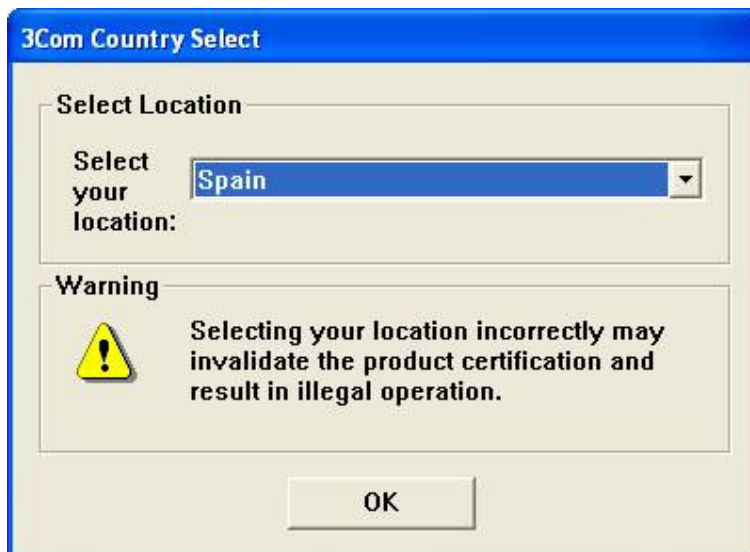 3Com Country Select
Select Location
Select
your
location:
Spain
Warning
Selecting your location incorrectly may
invalidate the product certification and
result in illegal operation.
OK